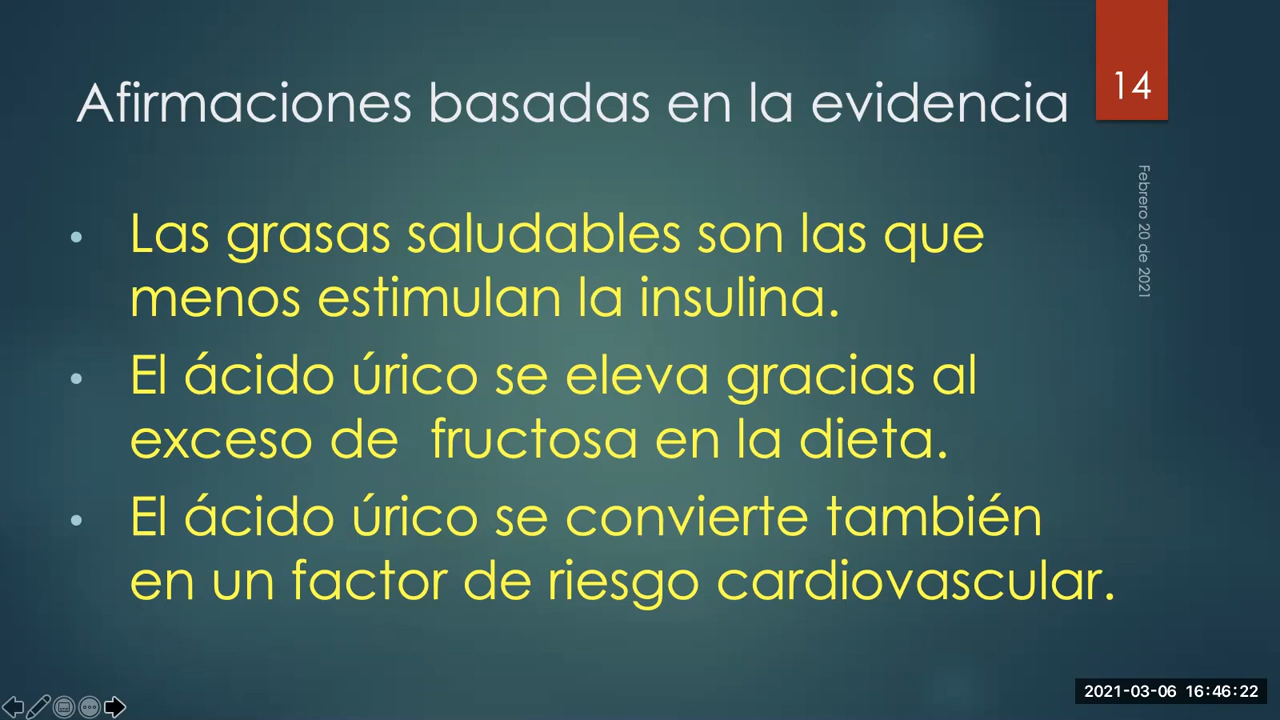 Afirmaciones basadas en la evidencia
14
Febrero 20 de 2021
• Las grasas saludables son las que
menos estimulan la insulina.
• El ácido úrico se eleva gracias al
exceso de  fructosa en la dieta.
• El ácido úrico se convierte también
en un factor de riesgo cardiovascular.
2021-03-06 16:46:22